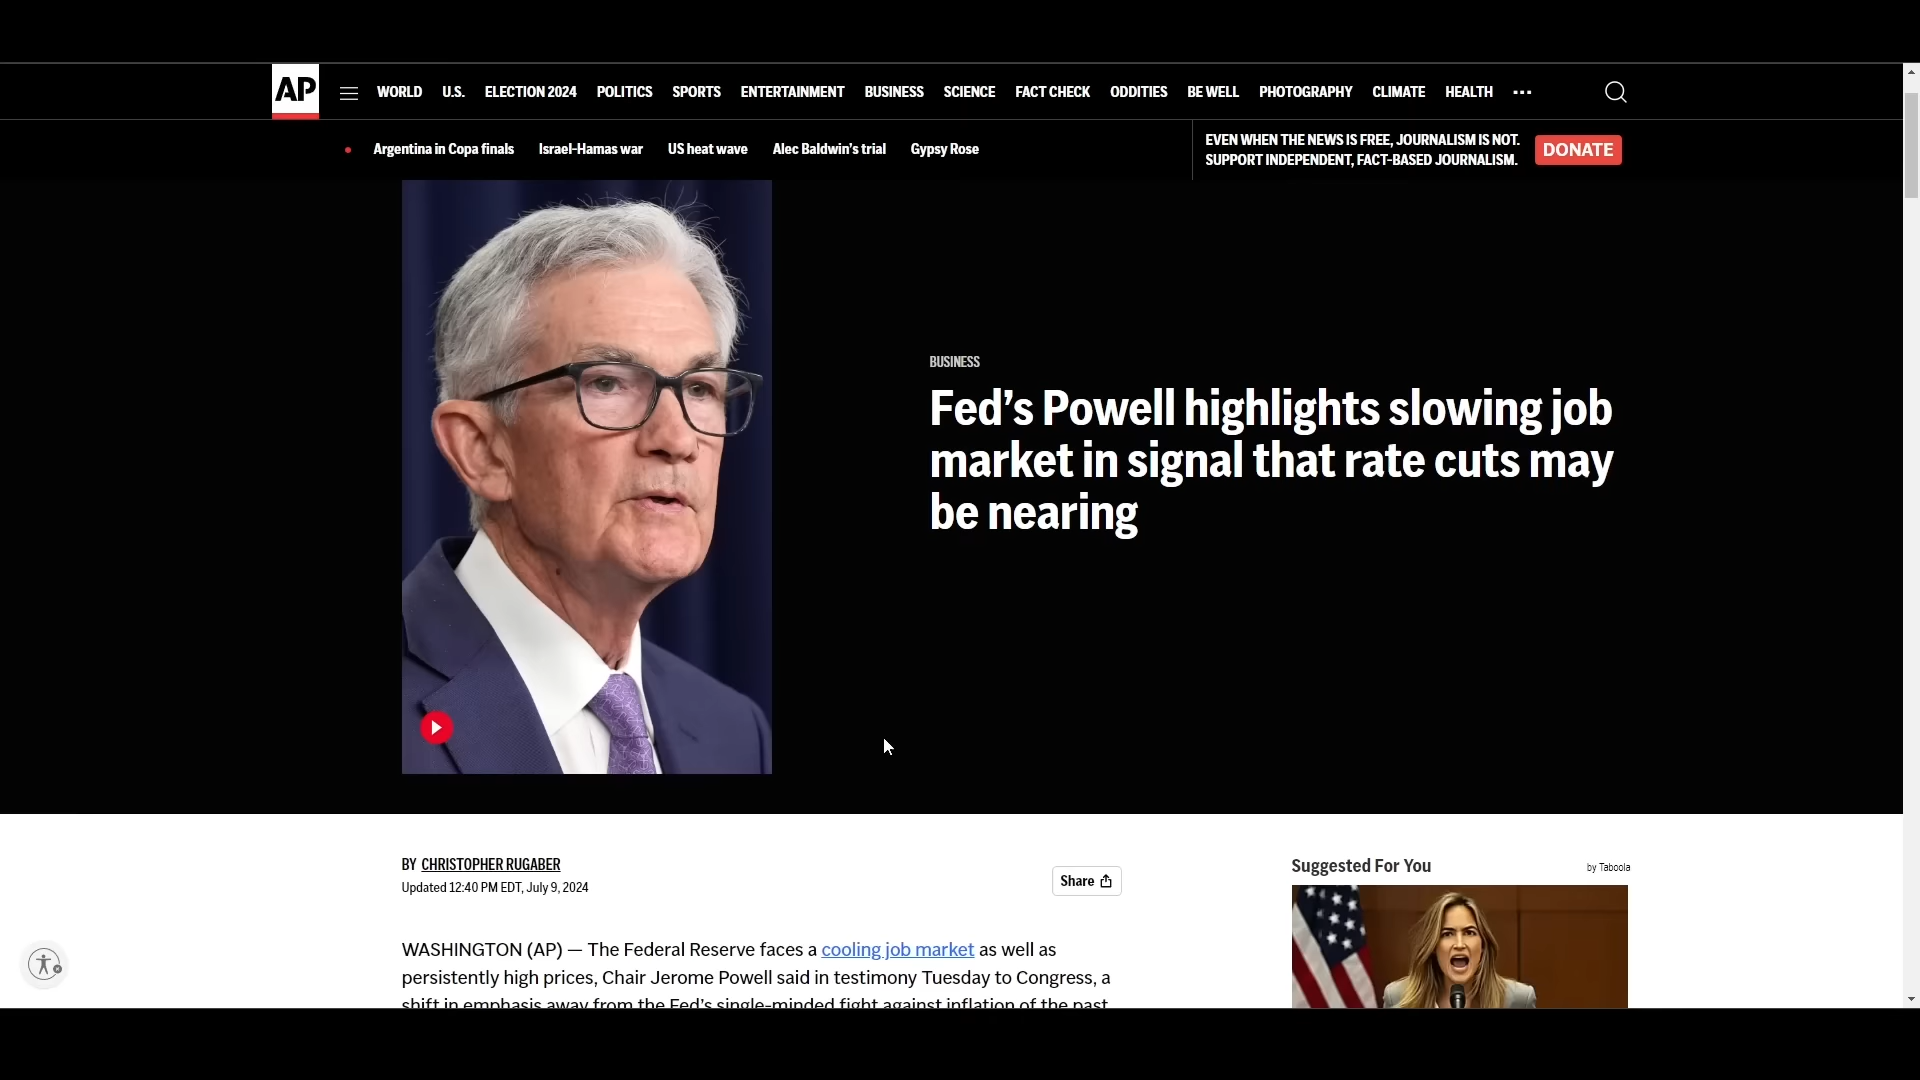 AP
WORLD U.S. ELECTION 2024 POLITICS SPORTS ENTERTAINMENT BUSINESS SCIENCE FACT CHECK ODDITIES BE WELL PHOTOGRAPHY CLIMATE HEALTH ...
Argentina in Copa finals Israel-Hamas war US heat wave Alec Baldwin’s trial Gypsy Rose
EVEN WHEN THE NEWS IS FREE, JOURNALISM IS NOT.
SUPPORT INDEPENDENT, FACT-BASED JOURNALISM.
DONATE
BUSINESS
Fed’s Powell highlights slowing job
market in signal that rate cuts may
be nearing
BY CHRISTOPHER RUGABER
Updated 12:40 PM EDT, July 9, 2024
Share
WASHINGTON (AP) — The Federal Reserve faces a cooling job market as well as
persistently high prices, Chair Jerome Powell said in testimony Tuesday to Congress, a
shift in emphasis away from the Fed’s single-minded fight against inflation of the past
Suggested For You
by Taboola